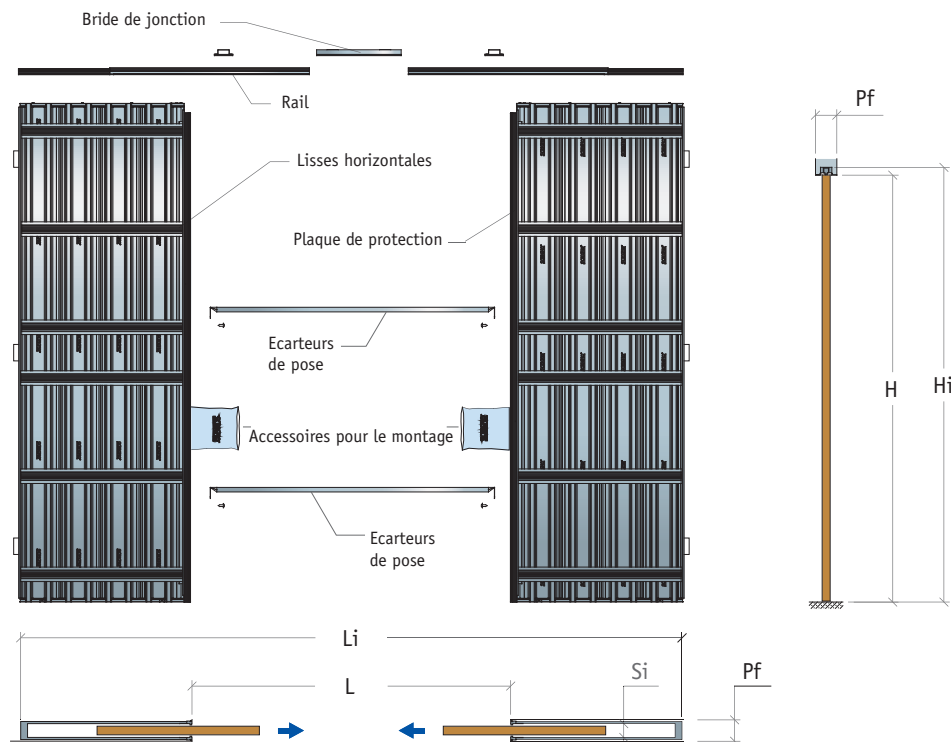 Bride de jonction
Rail
Pf
Lisses horizontales
Plaque de protection
Ecarteurs
de pose
H
Hi
Accessoires pour le montage
Ecarteurs
de pose
Li
L
Si
Pf